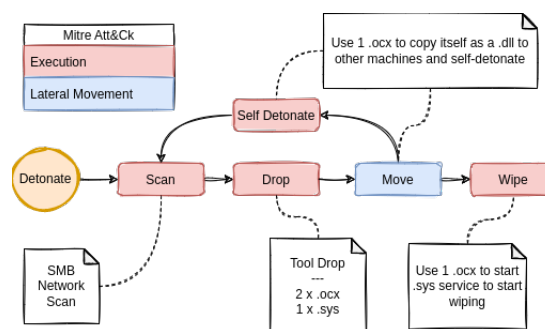 Mitre Att&Ck
Execution
Lateral Movement
Use 1 .ocx to copy itself as a .dll to
other machines and self-detonate
Self Detonate
Detonate
Scan
Drop
Move
Wipe
SMB
Network
Scan
Tool Drop
---
2 x .ocx
1 x .sys
Use 1 .ocx to start
.sys service to start
wiping